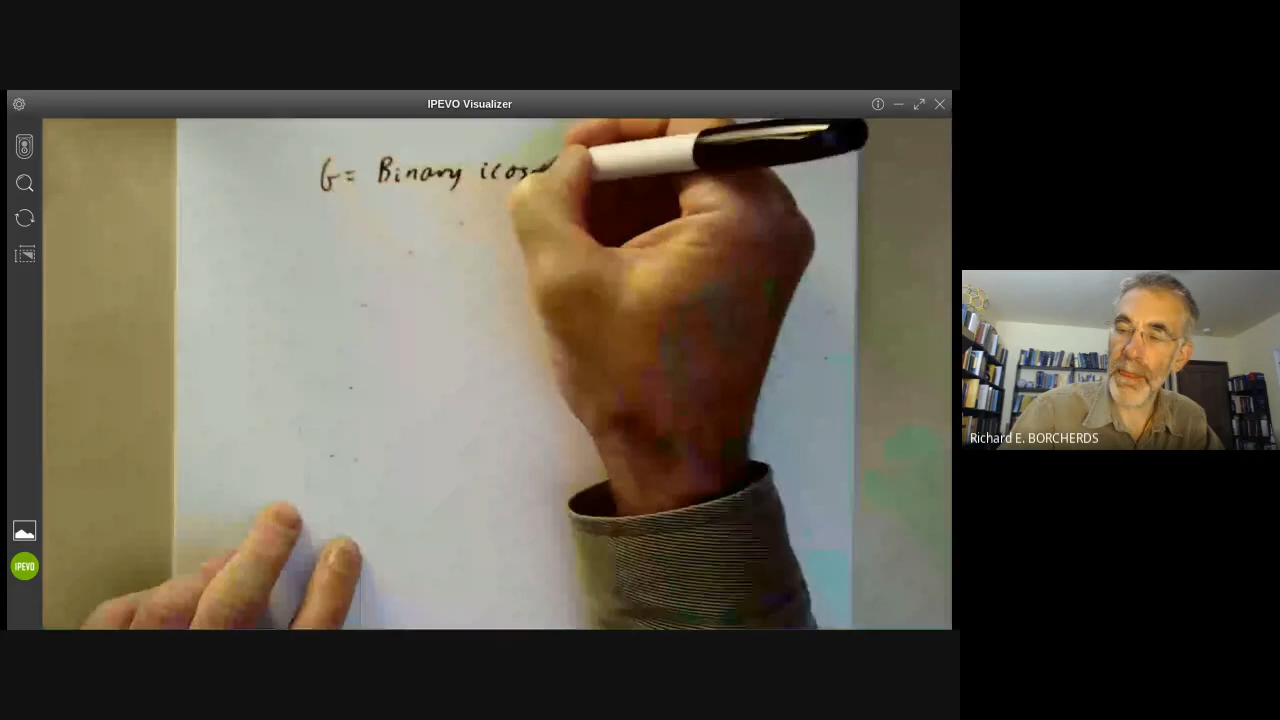 IPEVO Visualizer
G = Binary icos
IPEVO
Richard E. BORCHERDS